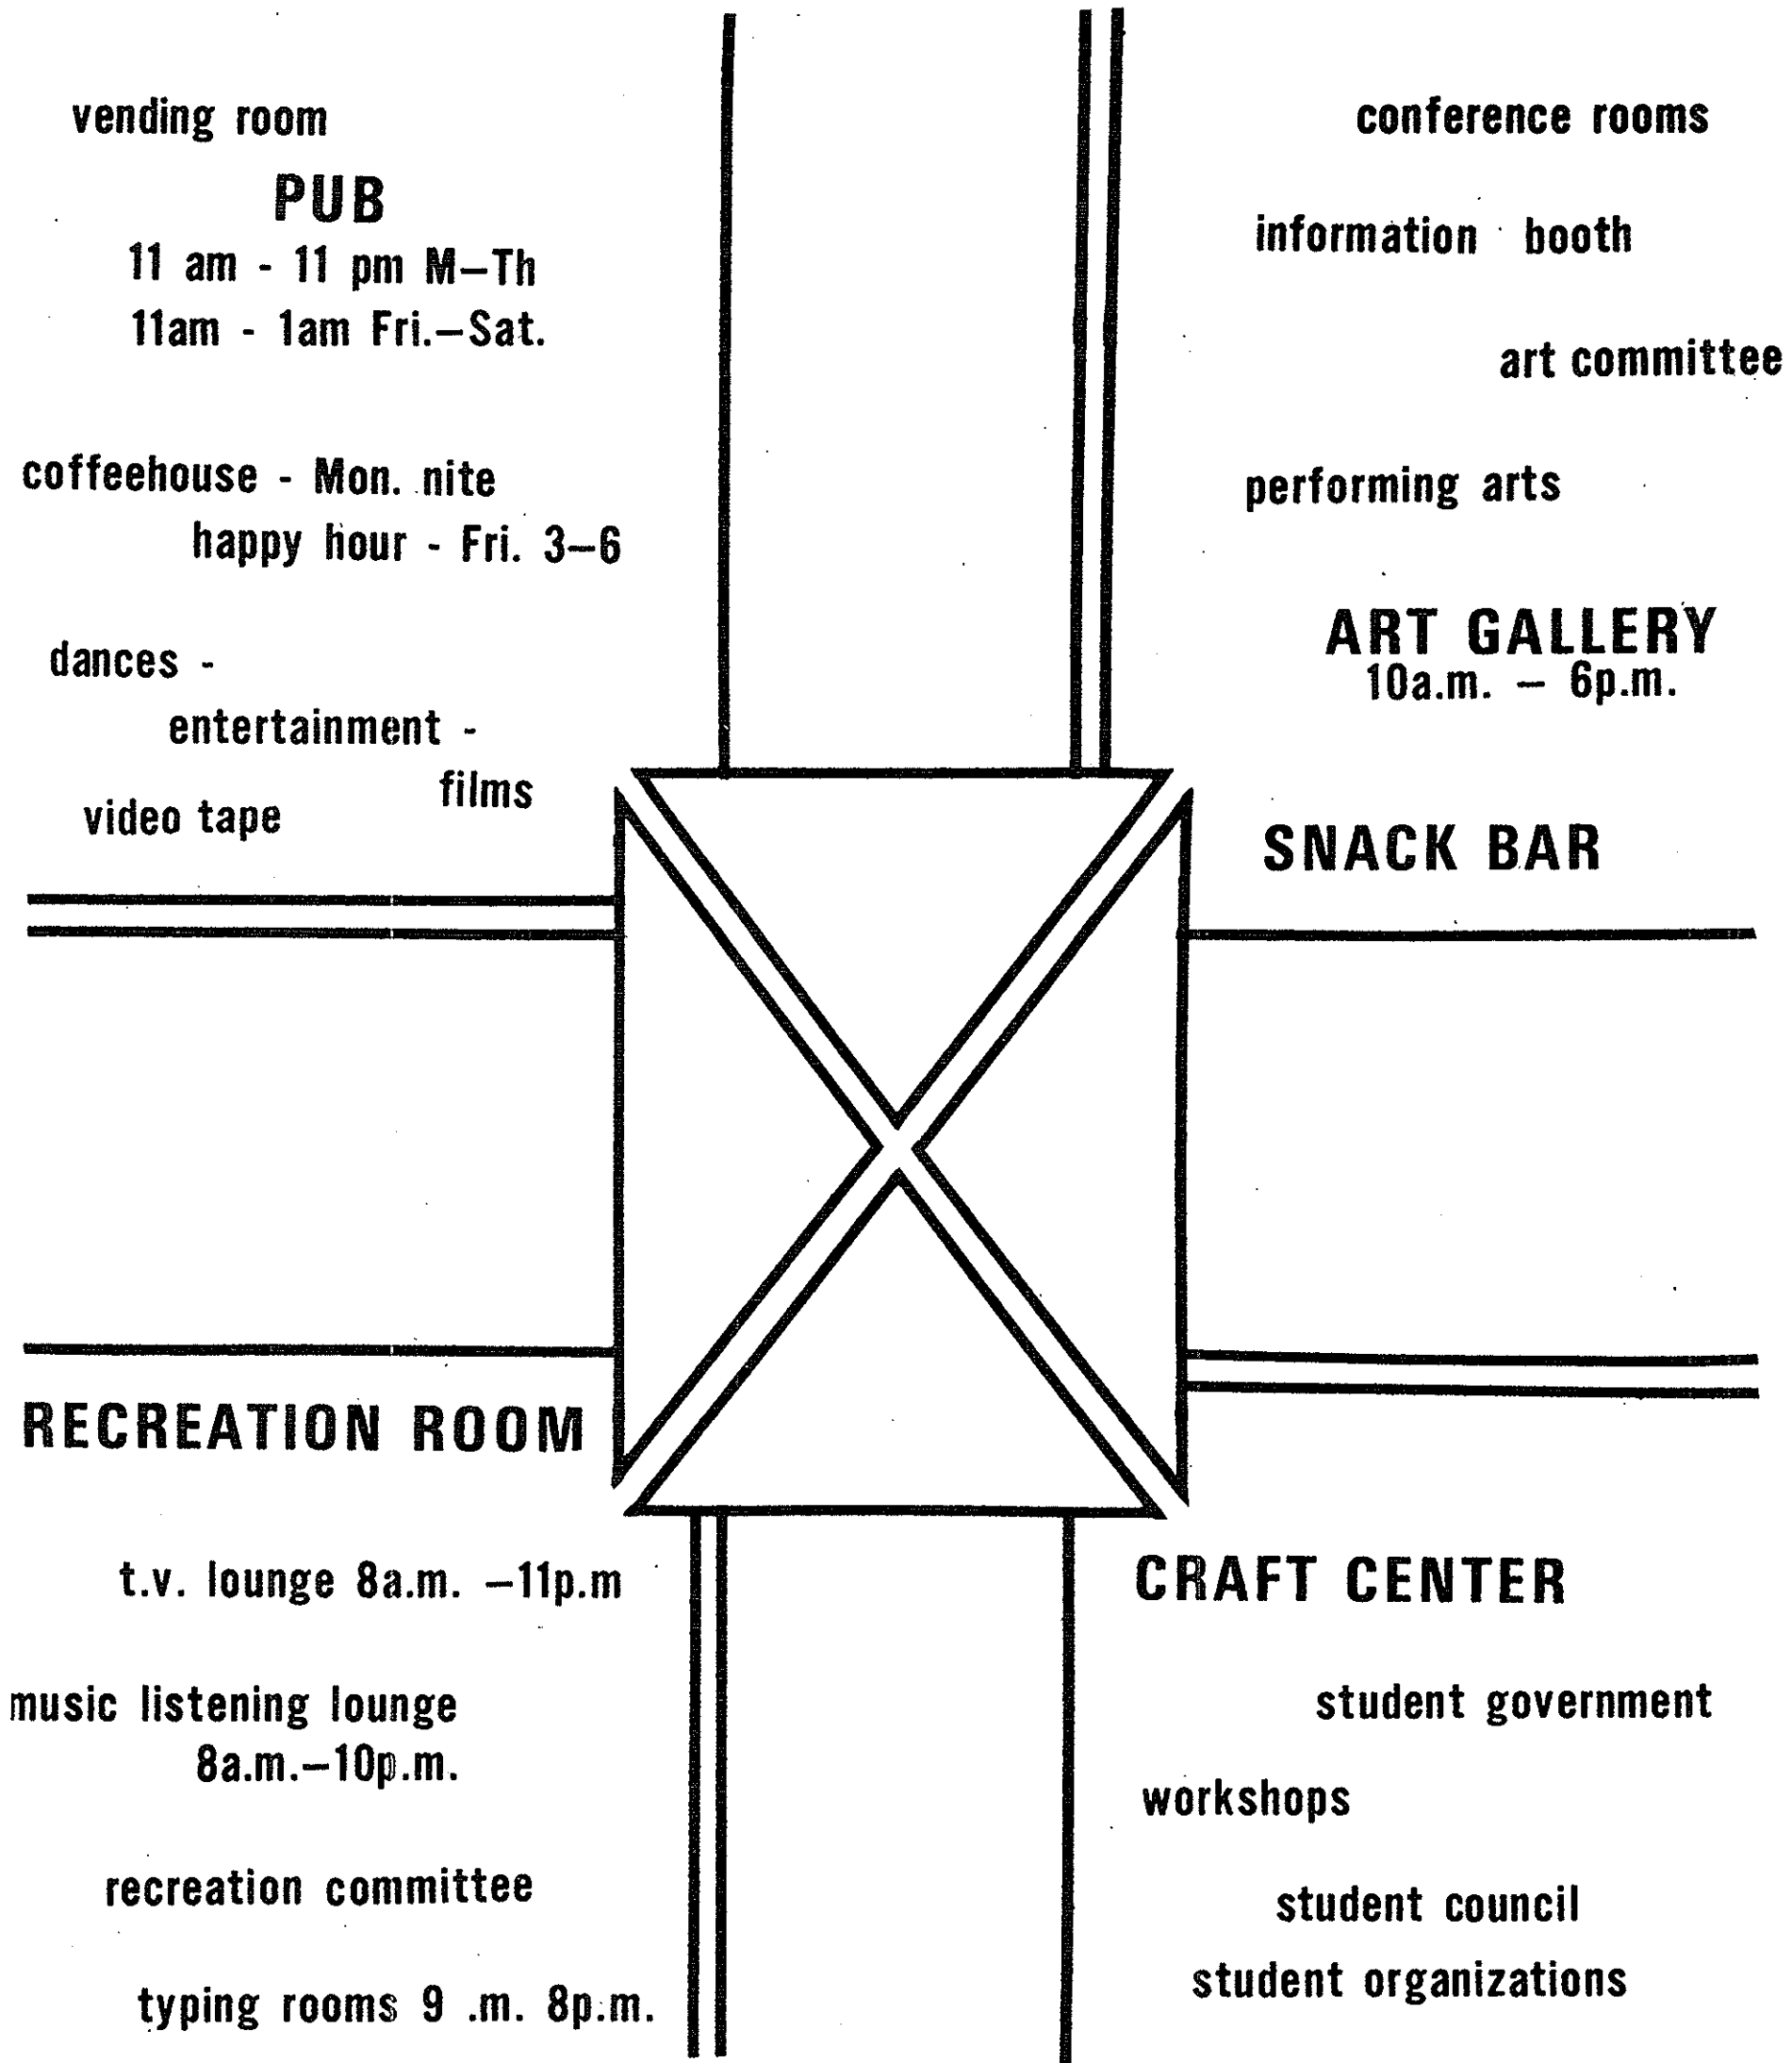 vending room
PUB
11 am - 11 pm M–Th
11am - 1am Fri.–Sat.
coffeehouse - Mon. nite
happy hour - Fri. 3–6
dances -
entertainment -
films
video tape
conference rooms
information booth
art committee
performing arts
ART GALLERY
10a.m. – 6p.m.
SNACK BAR
RECREATION ROOM
t.v. lounge 8a.m. –11p.m
music listening lounge
8a.m.–10p.m.
recreation committee
typing rooms 9 .m. 8p.m.
CRAFT CENTER
student government
workshops
student council
student organizations